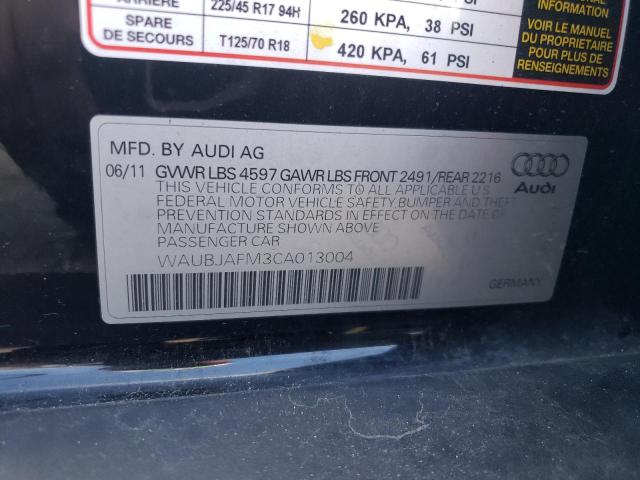 ARRIÈRE 225/45 R17 94H 260 KPA, 38 PSI
SPARE
DE SECOURS T125/70 R18 420 KPA, 61 PSI
INFORMATION
VOIR LE MANUEL
DU PROPRIETAIRE
POUR PLUS DE
RENSEIGNEMENTS
MFD. BY AUDI AG
06/11 GVWR LBS 4597 GAWR LBS FRONT 2491/REAR 2216
THIS VEHICLE CONFORMS TO ALL APPLICABLE U.S.
FEDERAL MOTOR VEHICLE SAFETY, BUMPER AND THEFT
PREVENTION STANDARDS IN EFFECT ON THE DATE OF
MANUFACTURE SHOWN ABOVE
PASSENGER CAR
WAUBJAFM3CA013004
Audi
GERMANY